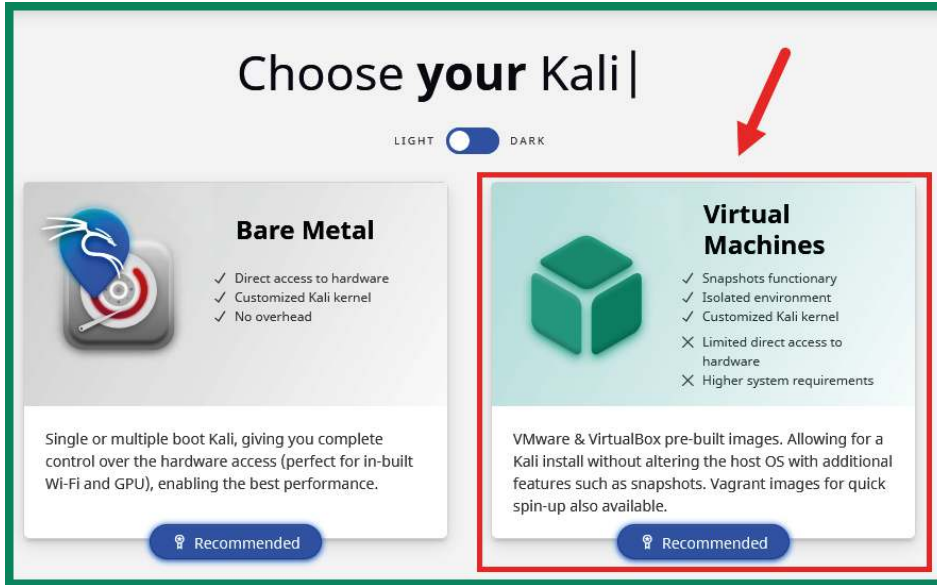 Choose your Kali|
LIGHT DARK
Bare Metal
✓ Direct access to hardware
✓ Customized Kali kernel
✓ No overhead
Single or multiple boot Kali, giving you complete
control over the hardware access (perfect for in-built
Wi-Fi and GPU), enabling the best performance.
Recommended
Virtual
Machines
✓ Snapshots functionary
✓ Isolated environment
✓ Customized Kali kernel
✕ Limited direct access to
hardware
✕ Higher system requirements
VMware & VirtualBox pre-built images. Allowing for a
Kali install without altering the host OS with additional
features such as snapshots. Vagrant images for quick
spin-up also available.
Recommended